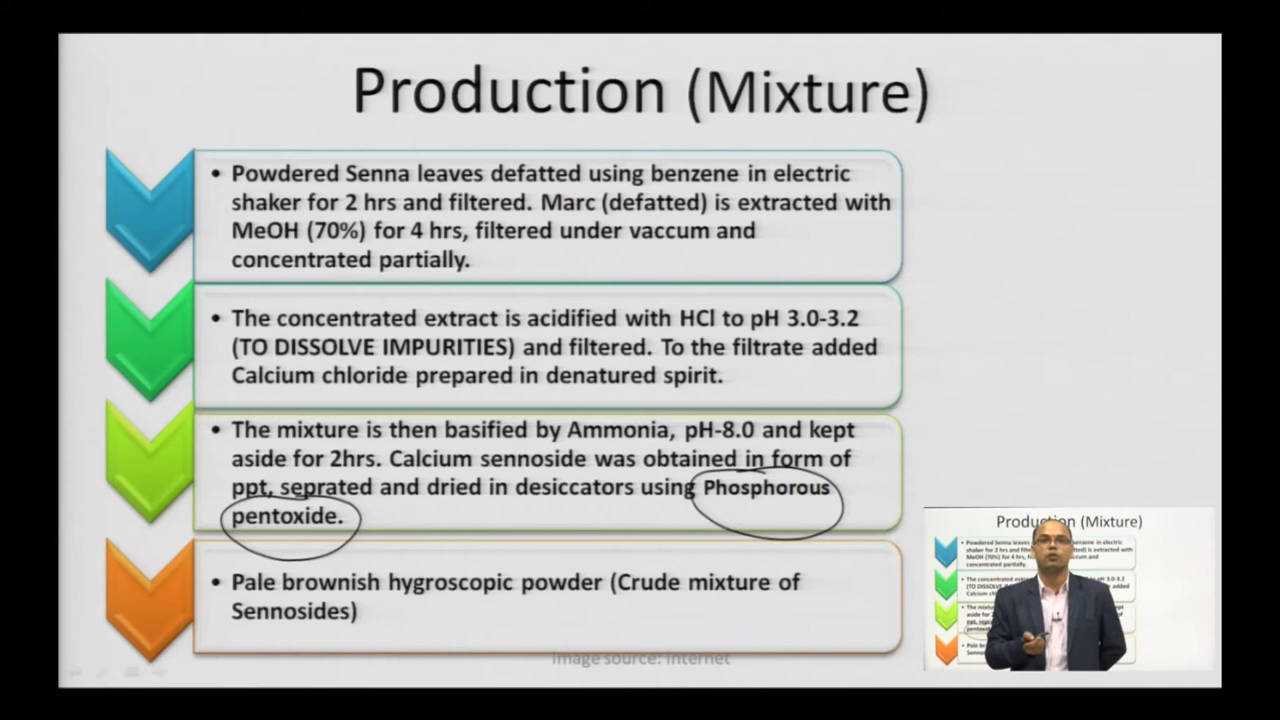 Production (Mixture)
• Powdered Senna leaves defatted using benzene in electric
shaker for 2 hrs and filtered. Marc (defatted) is extracted with
MeOH (70%) for 4 hrs, filtered under vaccum and
concentrated partially.
• The concentrated extract is acidified with HCl to pH 3.0-3.2
(TO DISSOLVE IMPURITIES) and filtered. To the filtrate added
Calcium chloride prepared in denatured spirit.
• The mixture is then basified by Ammonia, pH-8.0 and kept
aside for 2hrs. Calcium sennoside was obtained in form of
ppt, seprated and dried in desiccators using Phosphorous
pentoxide.
• Pale brownish hygroscopic powder (Crude mixture of
Sennosides)
Image source: Internet
Production (Mixture)